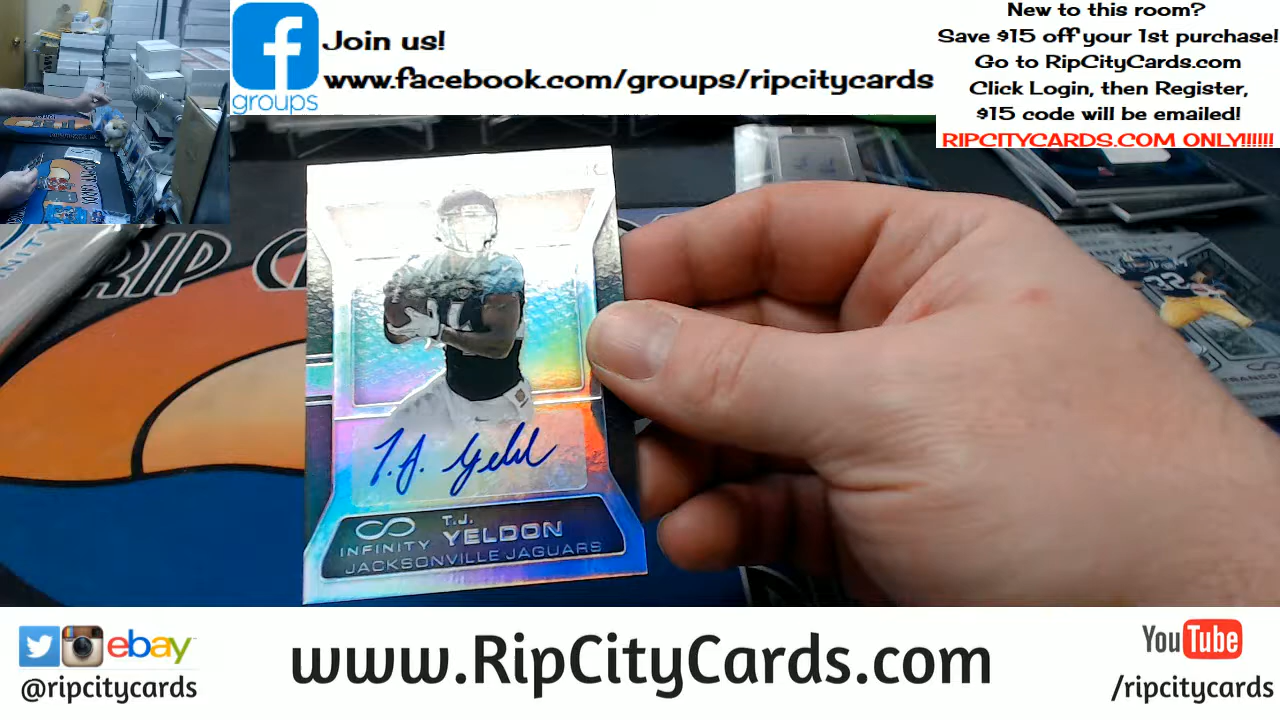 Join us!
www.facebook.com/groups/ripcitycards
groups
New to this room?
Save $15 off your 1st purchase!
Go to RipCityCards.com
Click Login, then Register,
$15 code will be emailed!
RIPCITYCARDS.COM ONLY!!!!!!
RIP C
T.J. Yeldon
T.J.
YELDON
INFINITY
JACKSONVILLE JAGUARS
ebay
@ripcitycards
www.RipCityCards.com
YouTube
/ripcitycards